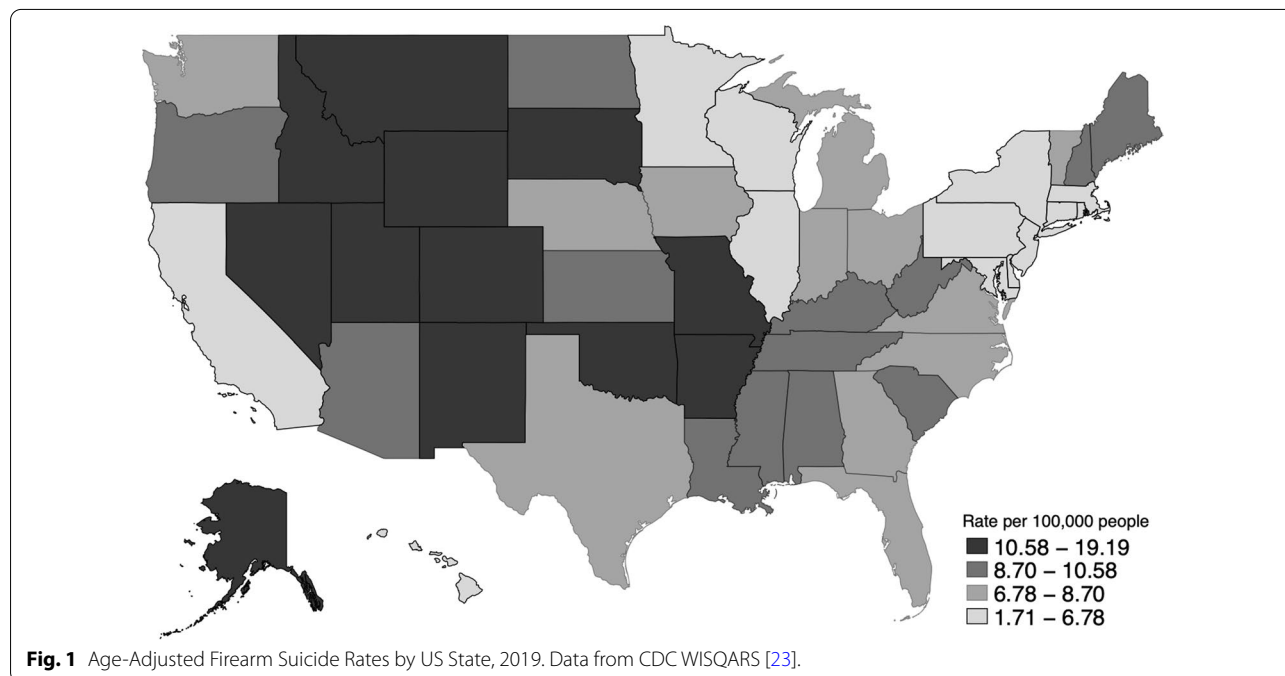 Rate per 100,000 people
10.58 – 19.19
8.70 – 10.58
6.78 – 8.70
1.71 – 6.78
Fig. 1 Age-Adjusted Firearm Suicide Rates by US State, 2019. Data from CDC WISQARS [23].